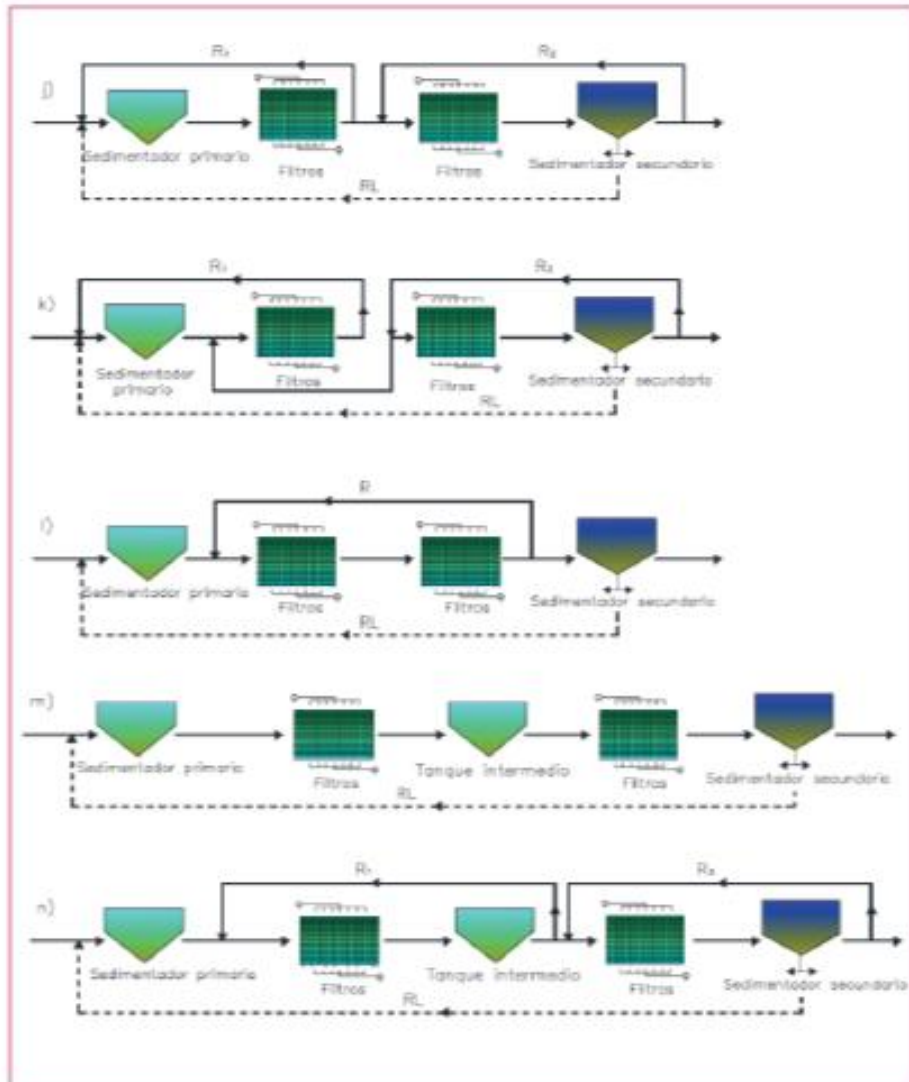 R₁
R₂
j)
Sedimentador primario
Filtros
Filtros
Sedimentador secundario
RL
R₁
R₂
k)
Sedimentador
primario
Filtros
Filtros
Sedimentador secundario
RL
R
l)
Sedimentador primario
Filtros
Filtros
Sedimentador secundario
RL
m)
Sedimentador primario
Filtros
Tanque intermedio
Filtros
Sedimentador secundario
RL
R₁
R₂
n)
Sedimentador primario
Filtros
Tanque intermedio
Filtros
Sedimentador secundario
RL